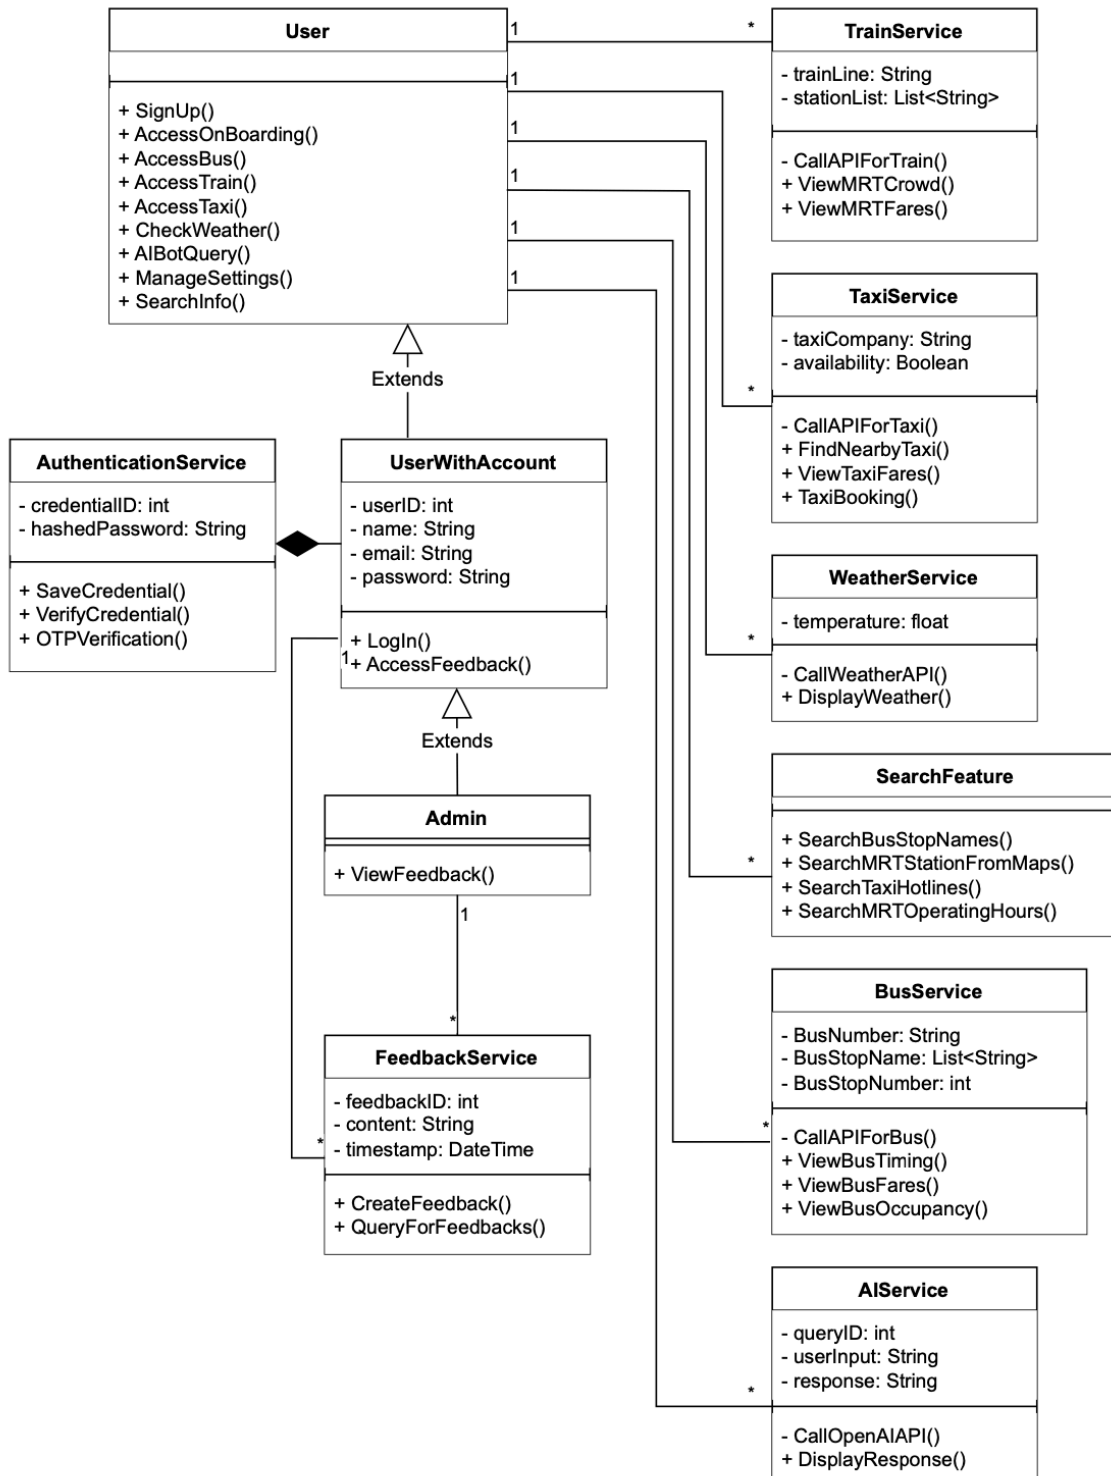 User
+ SignUp()
+ AccessOnBoarding()
+ AccessBus()
+ AccessTrain()
+ AccessTaxi()
+ CheckWeather()
+ AIBotQuery()
+ ManageSettings()
+ SearchInfo()
1
*
1
1
1
1
1
TrainService
- trainLine: String
- stationList: List<String>
- CallAPIForTrain()
+ ViewMRTCrowd()
+ ViewMRTFares()
TaxiService
- taxiCompany: String
- availability: Boolean
*
- CallAPIForTaxi()
+ FindNearbyTaxi()
+ ViewTaxiFares()
+ TaxiBooking()
Extends
AuthenticationService
- credentialID: int
- hashedPassword: String
+ SaveCredential()
+ VerifyCredential()
+ OTPVerification()
UserWithAccount
- userID: int
- name: String
- email: String
- password: String
+ LogIn()
1
+ AccessFeedback()
WeatherService
- temperature: float
*
- CallWeatherAPI()
+ DisplayWeather()
Extends
Admin
+ ViewFeedback()
1
*
SearchFeature
+ SearchBusStopNames()
+ SearchMRTStationFromMaps()
+ SearchTaxiHotlines()
+ SearchMRTOperatingHours()
*
FeedbackService
- feedbackID: int
- content: String
- timestamp: DateTime
*
+ CreateFeedback()
+ QueryForFeedbacks()
BusService
- BusNumber: String
- BusStopName: List<String>
- BusStopNumber: int
*
- CallAPIForBus()
+ ViewBusTiming()
+ ViewBusFares()
+ ViewBusOccupancy()
AIService
- queryID: int
- userInput: String
- response: String
*
- CallOpenAIAPI()
+ DisplayResponse()